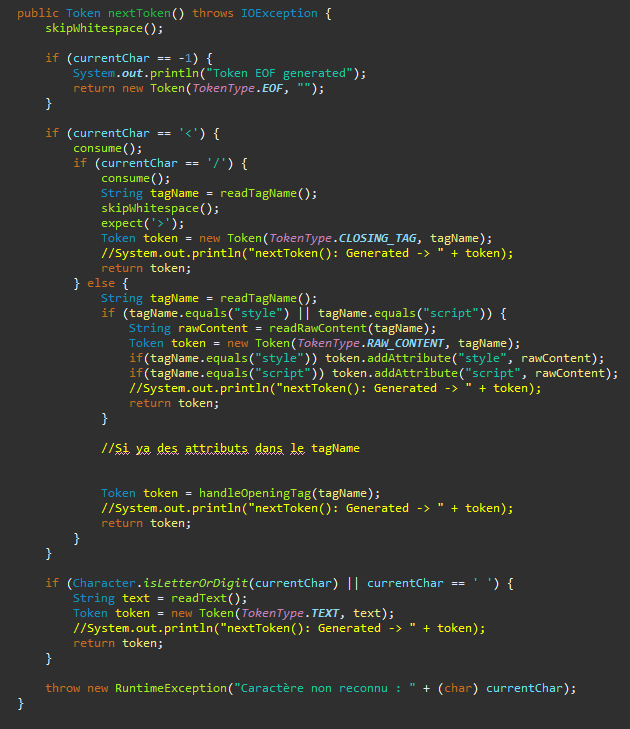 public Token nextToken() throws IOException {
    skipWhitespace();

    if (currentChar == -1) {
        System.out.println("Token EOF generated");
        return new Token(TokenType.EOF, "");
    }

    if (currentChar == '<') {
        consume();
        if (currentChar == '/') {
            consume();
            String tagName = readTagName();
            skipWhitespace();
            expect('>');
            Token token = new Token(TokenType.CLOSING_TAG, tagName);
            //System.out.println("nextToken(): Generated -> " + token);
            return token;
        } else {
            String tagName = readTagName();
            if (tagName.equals("style") || tagName.equals("script")) {
                String rawContent = readRawContent(tagName);
                Token token = new Token(TokenType.RAW_CONTENT, tagName);
                if(tagName.equals("style")) token.addAttribute("style", rawContent);
                if(tagName.equals("script")) token.addAttribute("script", rawContent);
                //System.out.println("nextToken(): Generated -> " + token);
                return token;
            }

            //Si ya des attributs dans le tagName


            Token token = handleOpeningTag(tagName);
            //System.out.println("nextToken(): Generated -> " + token);
            return token;
        }
    }

    if (Character.isLetterOrDigit(currentChar) || currentChar == ' ') {
        String text = readText();
        Token token = new Token(TokenType.TEXT, text);
        //System.out.println("nextToken(): Generated -> " + token);
        return token;
    }

    throw new RuntimeException("Caractère non reconnu : " + (char) currentChar);
}